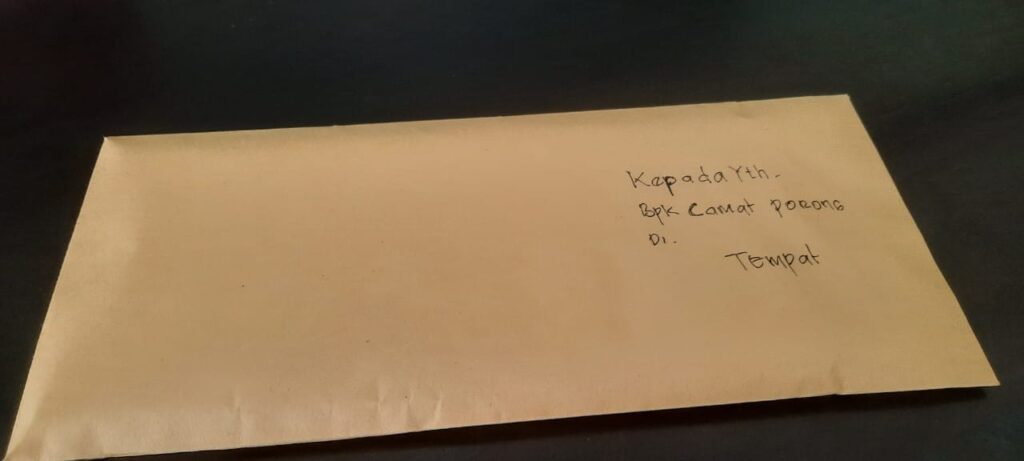 Kepada Yth.
Bpk Camat Porong
Di.
Tempat